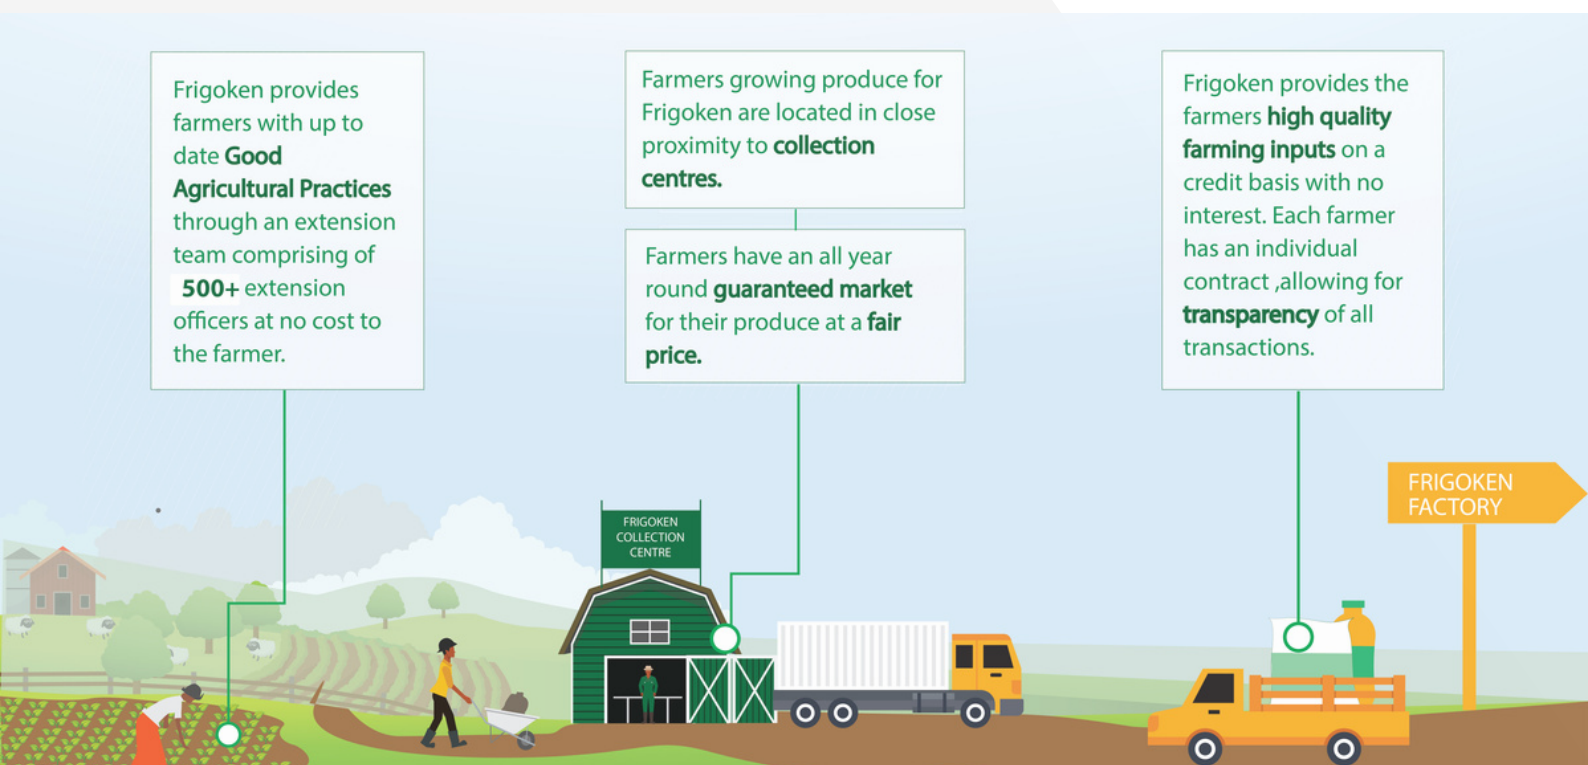 Frigoken provides
farmers with up to
date Good
Agricultural Practices
through an extension
team comprising of
500+ extension
officers at no cost to
the farmer.
Farmers growing produce for
Frigoken are located in close
proximity to collection
centres.
Farmers have an all year
round guaranteed market
for their produce at a fair
price.
Frigoken provides the
farmers high quality
farming inputs on a
credit basis with no
interest. Each farmer
has an individual
contract ,allowing for
transparency of all
transactions.
FRIGOKEN
COLLECTION
CENTRE
FRIGOKEN
FACTORY